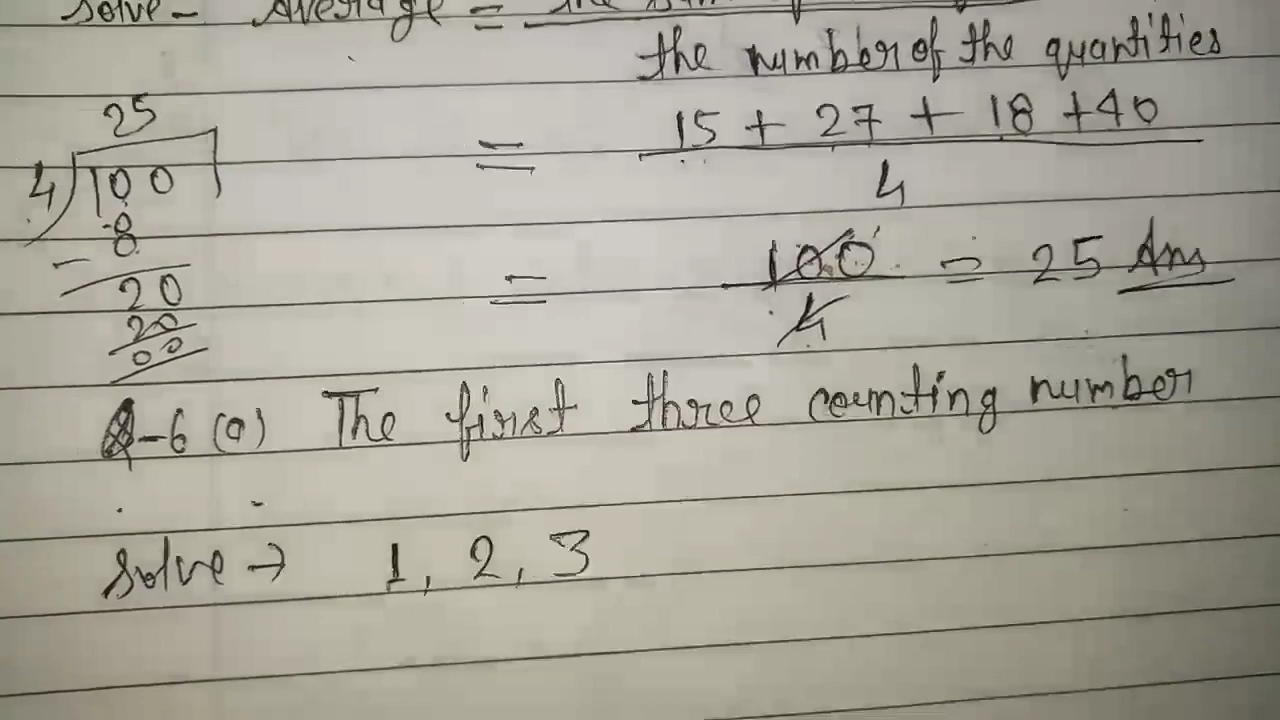 Solve - Average =
the number of the quantities
= 15 + 27 + 18 + 40
4
25
4)100
-8
20
20
00
= 100 = 25 Ans
4
Q-6 (a) The first three counting number
Solve → 1, 2, 3